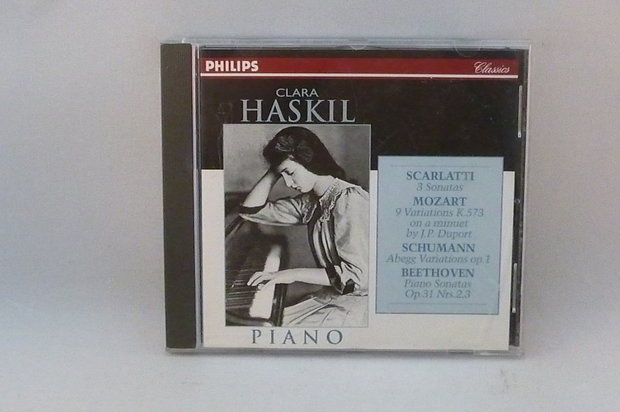 PHILIPS
Classics
CLARA
HASKIL
SCARLATTI
3 Sonatas
MOZART
9 Variations K.573
on a minuet
by J.P. Duport
SCHUMANN
Abegg Variations op.1
BEETHOVEN
Piano Sonatas
Op.31 Nrs.2,3
PIANO